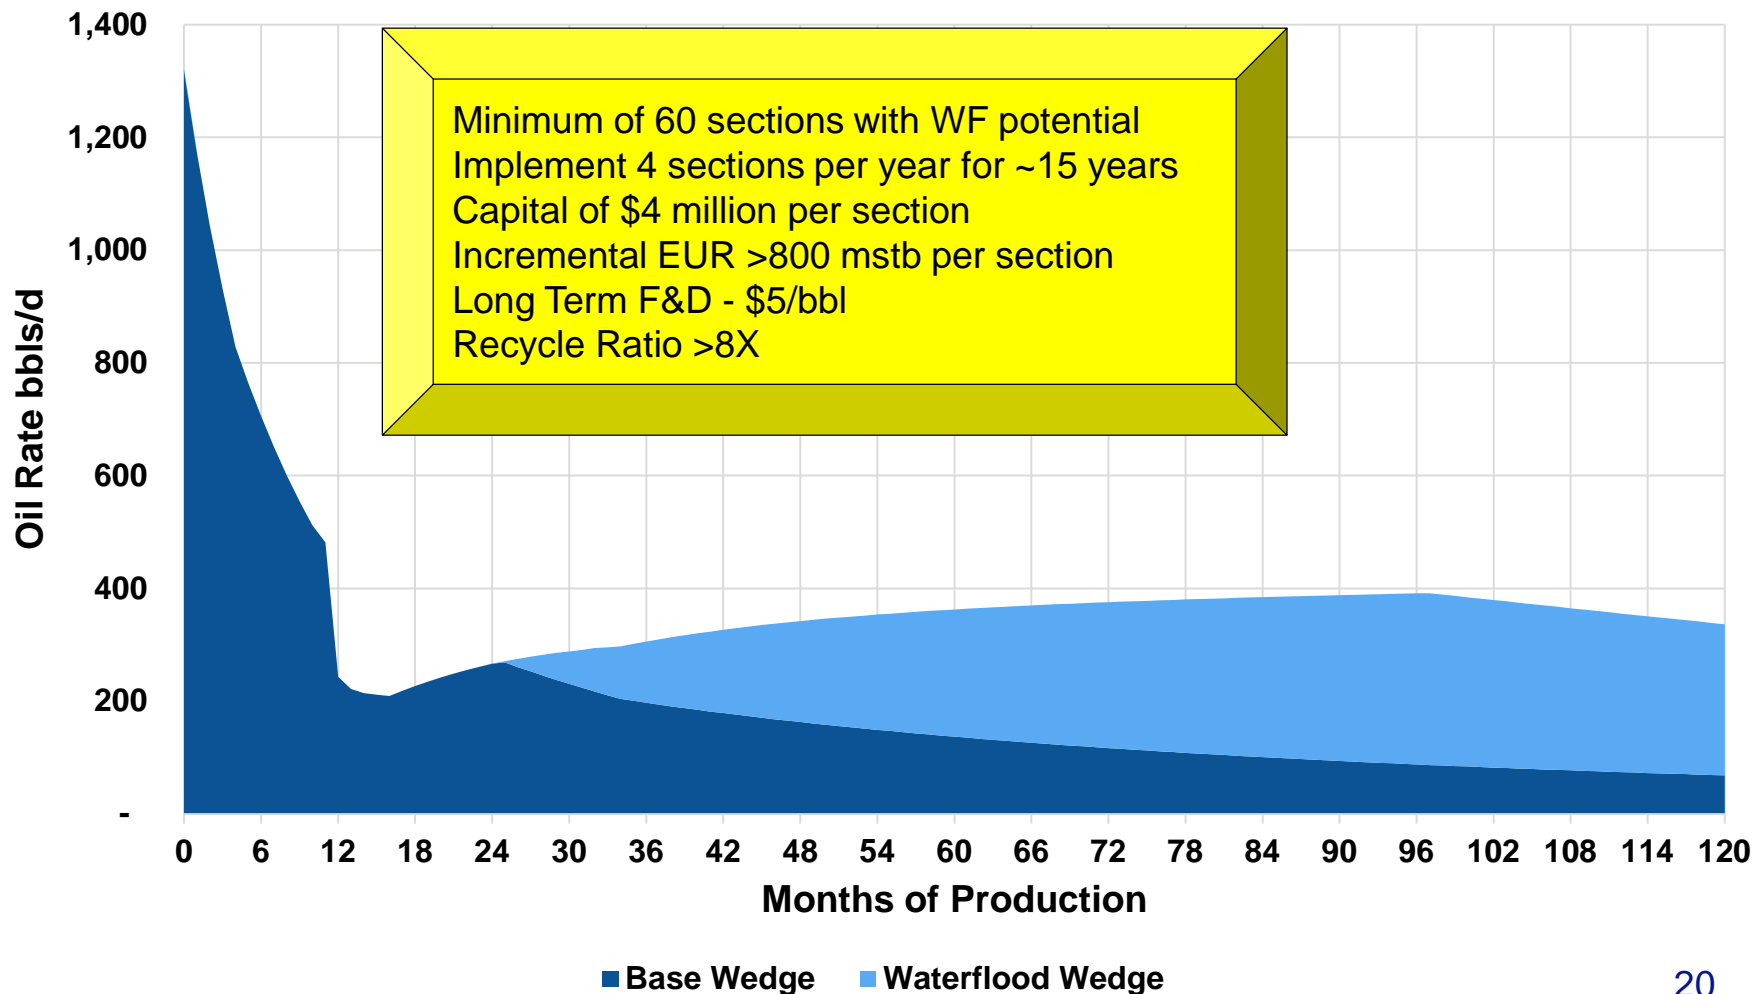 1,400
1,200
1,000
800
600
400
200
-
Oil Rate bbls/d
Minimum of 60 sections with WF potential
Implement 4 sections per year for ~15 years
Capital of $4 million per section
Incremental EUR >800 mstb per section
Long Term F&D - $5/bbl
Recycle Ratio >8X
0 6 12 18 24 30 36 42 48 54 60 66 72 78 84 90 96 102 108 114 120
Months of Production
Base Wedge Waterflood Wedge
20